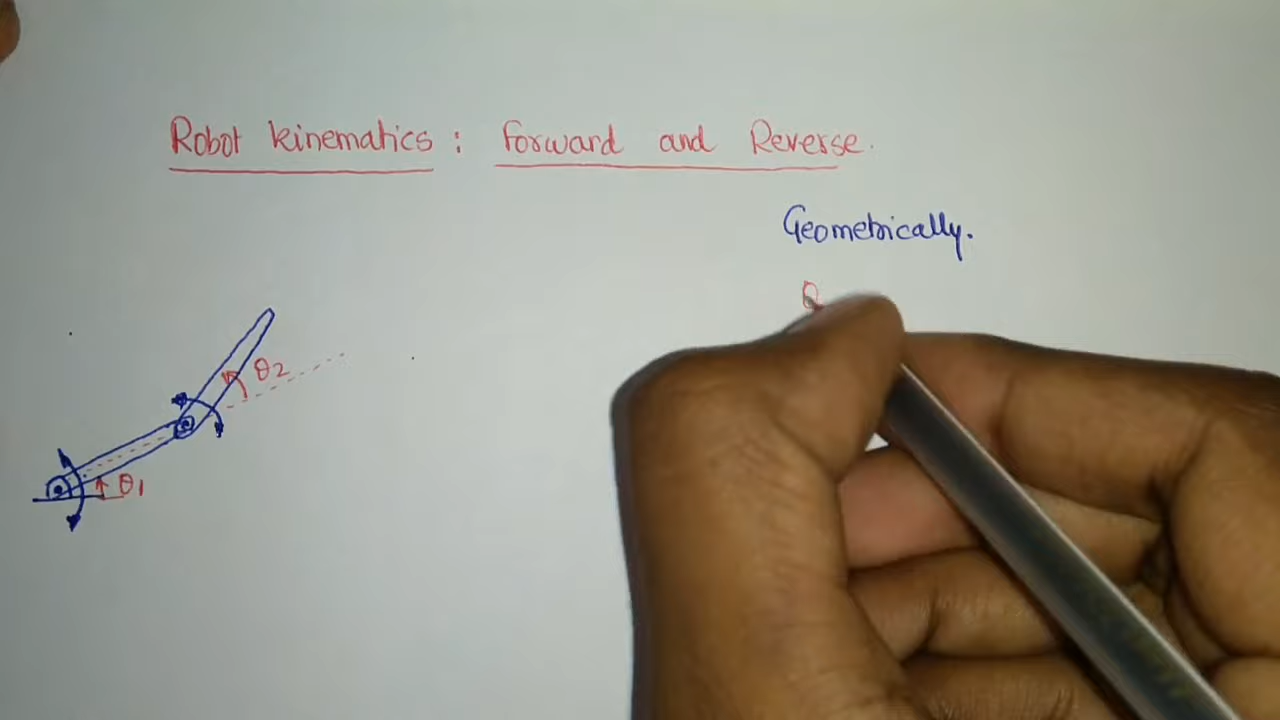 Robot kinematics : Forward and Reverse.
Geometrically.
θ
θ2
θ1